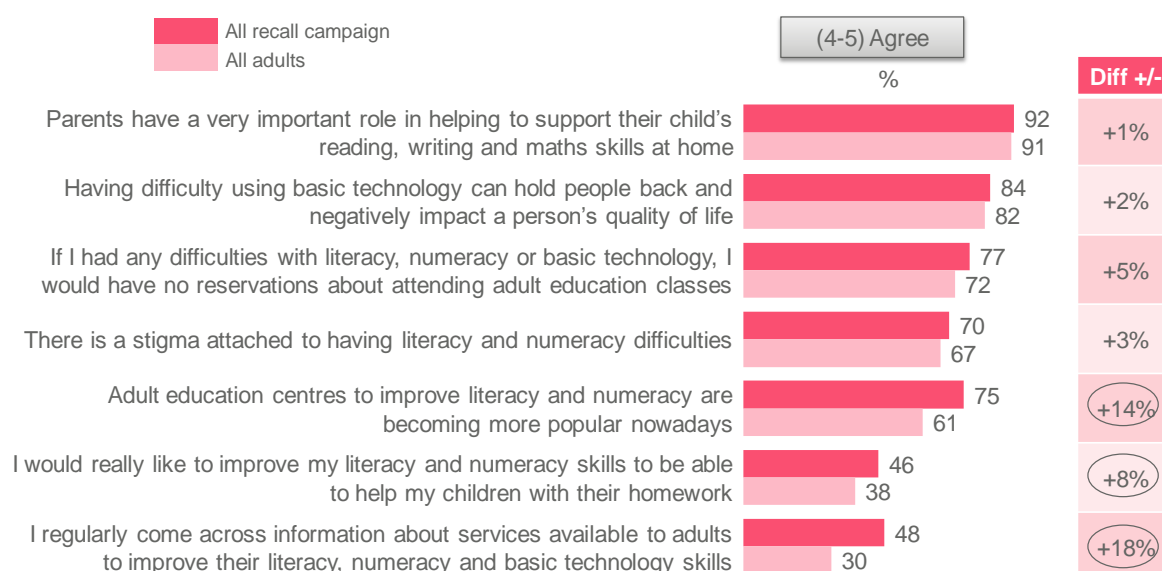 All recall campaign
All adults
(4-5) Agree
%
Diff +/-
Parents have a very important role in helping to support their child’s
reading, writing and maths skills at home
92
91
+1%
Having difficulty using basic technology can hold people back and
negatively impact a person’s quality of life
84
82
+2%
If I had any difficulties with literacy, numeracy or basic technology, I
would have no reservations about attending adult education classes
77
72
+5%
There is a stigma attached to having literacy and numeracy difficulties
70
67
+3%
Adult education centres to improve literacy and numeracy are
becoming more popular nowadays
75
61
+14%
I would really like to improve my literacy and numeracy skills to be able
to help my children with their homework
46
38
+8%
I regularly come across information about services available to adults
to improve their literacy, numeracy and basic technology skills
48
30
+18%